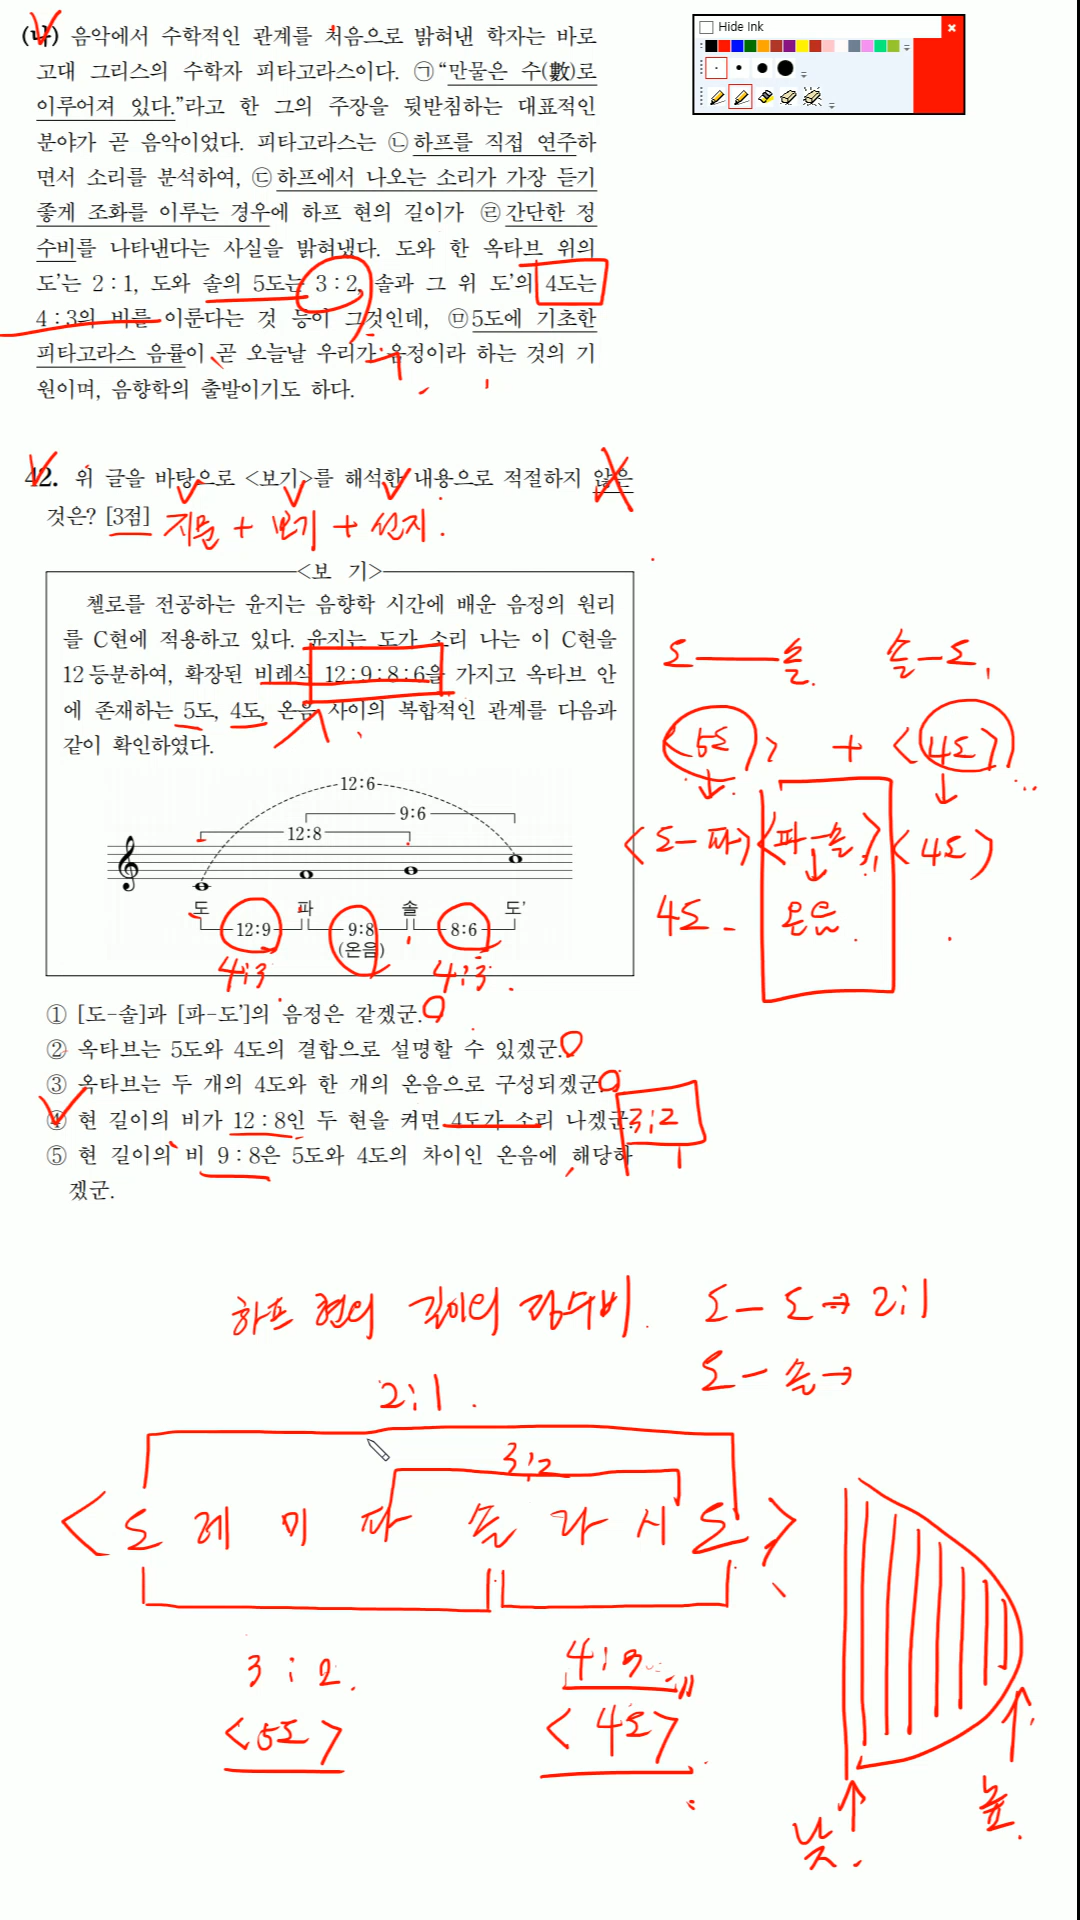 (나) 음악에서 수학적인 관계를 처음으로 밝혀낸 학자는 바로
고대 그리스의 수학자 피타고라스이다. ㉠“만물은 수(數)로
이루어져 있다.”라고 한 그의 주장을 뒷받침하는 대표적인
분야가 곧 음악이었다. 피타고라스는 ㉡하프를 직접 연주하
면서 소리를 분석하여, ㉢하프에서 나오는 소리가 가장 듣기
좋게 조화를 이루는 경우에 하프 현의 길이가 ㉣간단한 정
수비를 나타낸다는 사실을 밝혀냈다. 도와 한 옥타브 위의
도'는 2 : 1, 도와 솔의 5도는 3 : 2, 솔과 그 위 도'의 4도는
4 : 3의 비를 이룬다는 것 등이 그것인데, ㉤5도에 기초한
피타고라스 음률이 곧 오늘날 우리가 음정이라 하는 것의 기
원이며, 음향학의 출발이기도 하다.
Hide Ink
42. 위 글을 바탕으로 <보기>를 해석한 내용으로 적절하지 않은
것은? [3점] 지문 + 보기 + 선지.
<보 기>
첼로를 전공하는 윤지는 음향학 시간에 배운 음정의 원리
를 C현에 적용하고 있다. 윤지는 도가 소리 나는 이 C현을
12등분하여, 확장된 비례식 12:9:8:6을 가지고 옥타브 안
에 존재하는 5도, 4도, 온음 사이의 복합적인 관계를 다음과
같이 확인하였다.
12:6
9:6
12:8
도 파 솔 도'
12:9 9:8 8:6
(온음)
4:3 4:3.
도 — 솔. 솔 — 도,
<5도> + <4도>
<도-파> <파-솔> <4도>
4도. 온음.
① [도-솔]과 [파-도']의 음정은 같겠군.
② 옥타브는 5도와 4도의 결합으로 설명할 수 있겠군.
③ 옥타브는 두 개의 4도와 한 개의 온음으로 구성되겠군.
④ 현 길이의 비가 12 : 8인 두 현을 켜면 4도가 소리 나겠군. 3:2
⑤ 현 길이의 비 9 : 8은 5도와 4도의 차이인 온음에 해당하
겠군.
하프 현의 길이의 정수비. 도 — 도 → 2:1
도 — 솔 →
2:1.
3:2
<도 레 미 파 솔 라 시 도>
3 : 2. 4:3
<5도> <4도>
낮. 높.